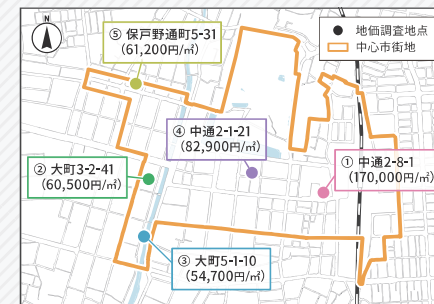 N
● 地価調査地点
中心市街地
⑤ 保戸野通町5-31
(61,200円/㎡)
④ 中通2-1-21
(82,900円/㎡)
① 中通2-8-1
(170,000円/㎡)
② 大町3-2-41
(60,500円/㎡)
③ 大町5-1-10
(54,700円/㎡)